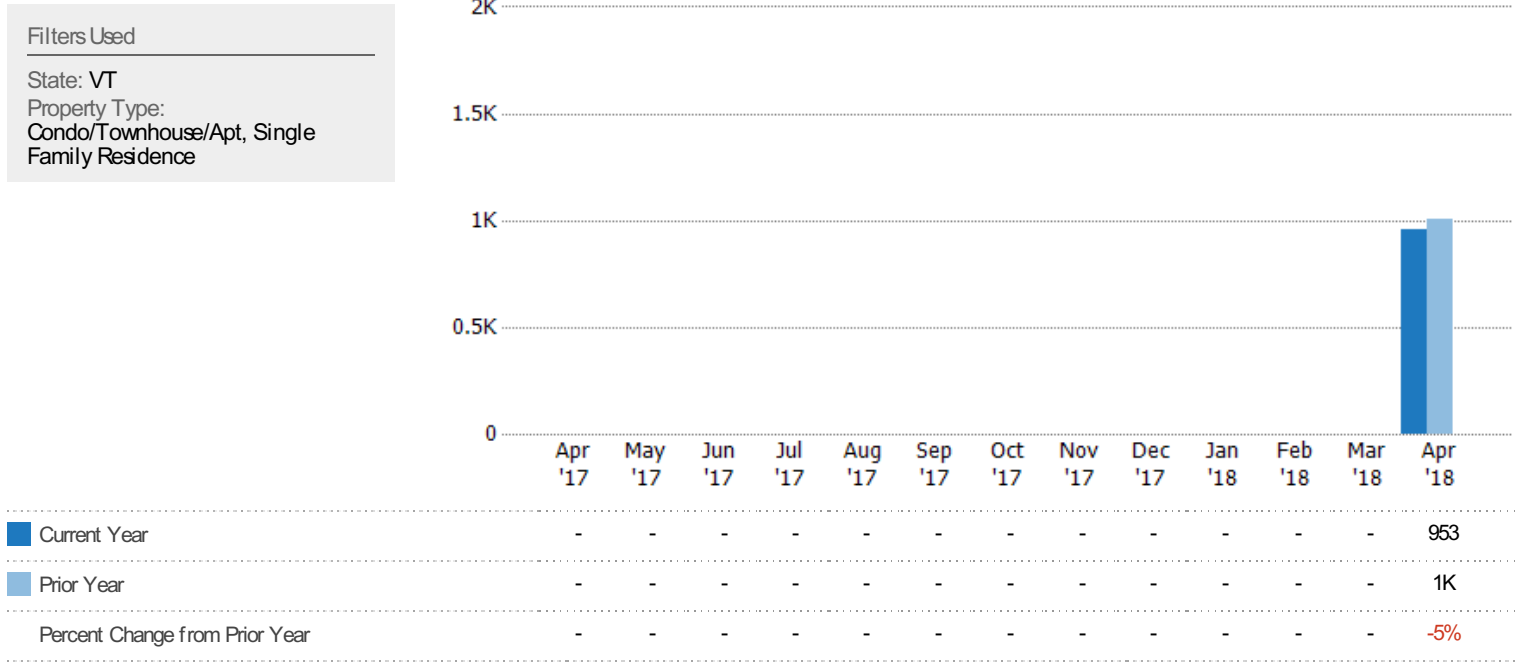 Filters Used
State: VT
Property Type:
Condo/Townhouse/Apt, Single
Family Residence
2K
1.5K
1K
0.5K
0
Apr May Jun Jul Aug Sep Oct Nov Dec Jan Feb Mar Apr
'17 '17 '17 '17 '17 '17 '17 '17 '17 '18 '18 '18 '18
Current Year - - - - - - - - - - - - 953
Prior Year - - - - - - - - - - - - 1K
Percent Change from Prior Year - - - - - - - - - - - - -5%